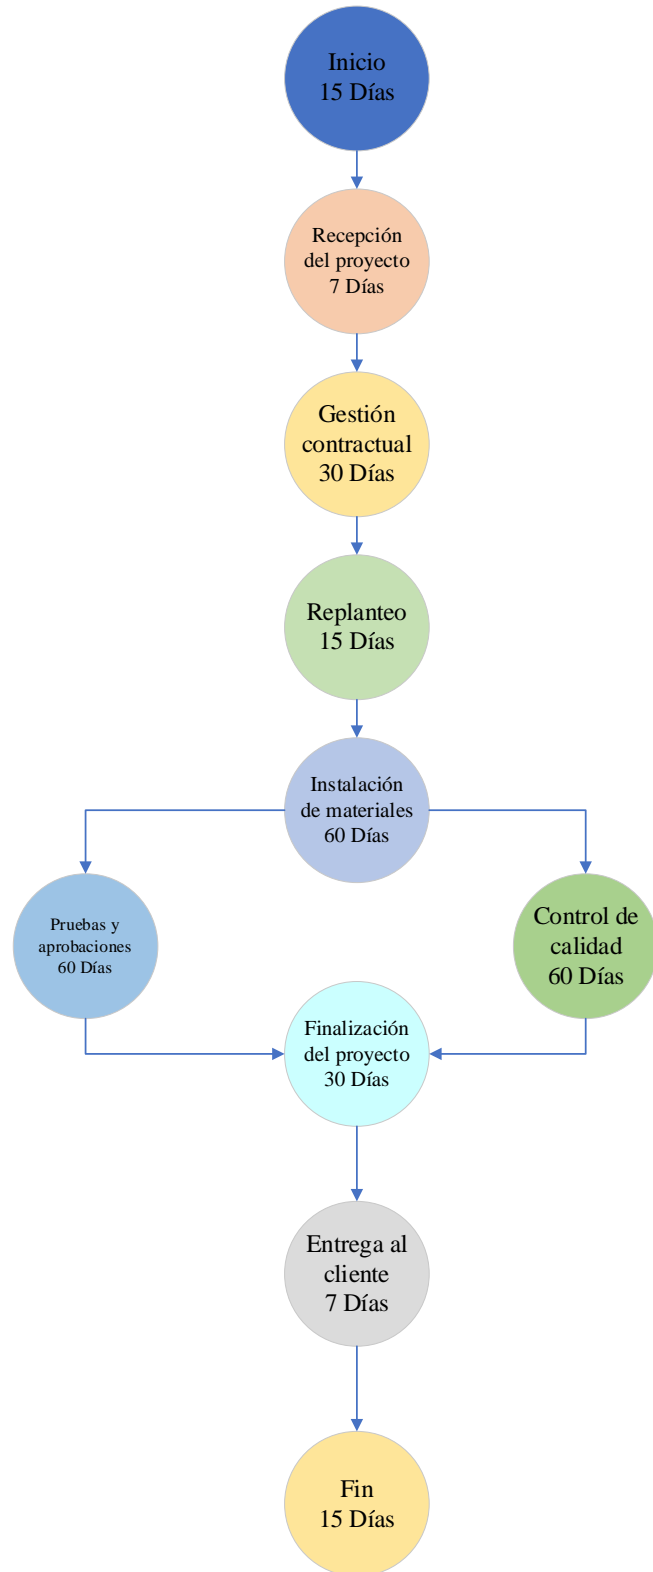 Inicio
15 Días
Recepción
del proyecto
7 Días
Gestión
contractual
30 Días
Replanteo
15 Días
Instalación
de materiales
60 Días
Pruebas y
aprobaciones
60 Días
Control de
calidad
60 Días
Finalización
del proyecto
30 Días
Entrega al
cliente
7 Días
Fin
15 Días